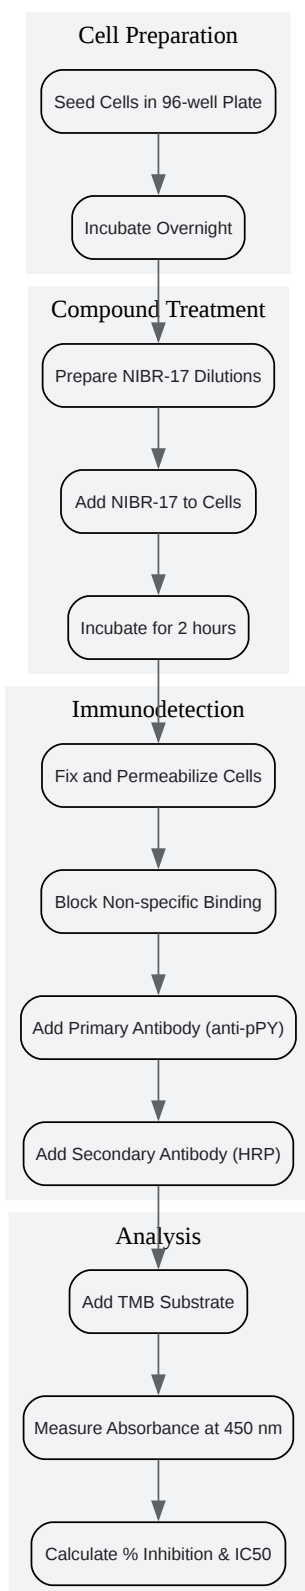 Cell Preparation
Seed Cells in 96-well Plate
Incubate Overnight
Compound Treatment
Prepare NIBR-17 Dilutions
Add NIBR-17 to Cells
Incubate for 2 hours
Immunodetection
Fix and Permeabilize Cells
Block Non-specific Binding
Add Primary Antibody (anti-pPY)
Add Secondary Antibody (HRP)
Analysis
Add TMB Substrate
Measure Absorbance at 450 nm
Calculate % Inhibition & IC50